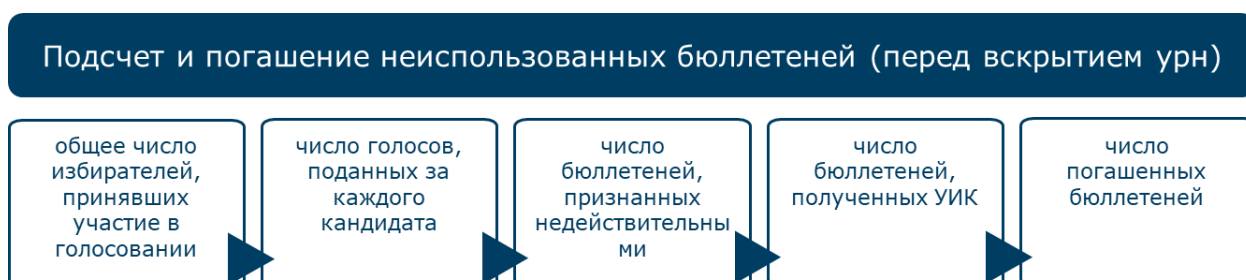 Подсчет и погашение неиспользованных бюллетеней (перед вскрытием урн)
общее число
избирателей,
принявших
участие в
голосовании
число голосов,
поданных за
каждого
кандидата
число
бюллетеней,
признанных
недействительны
ми
число
бюллетеней,
полученных УИК
число
погашенных
бюллетеней